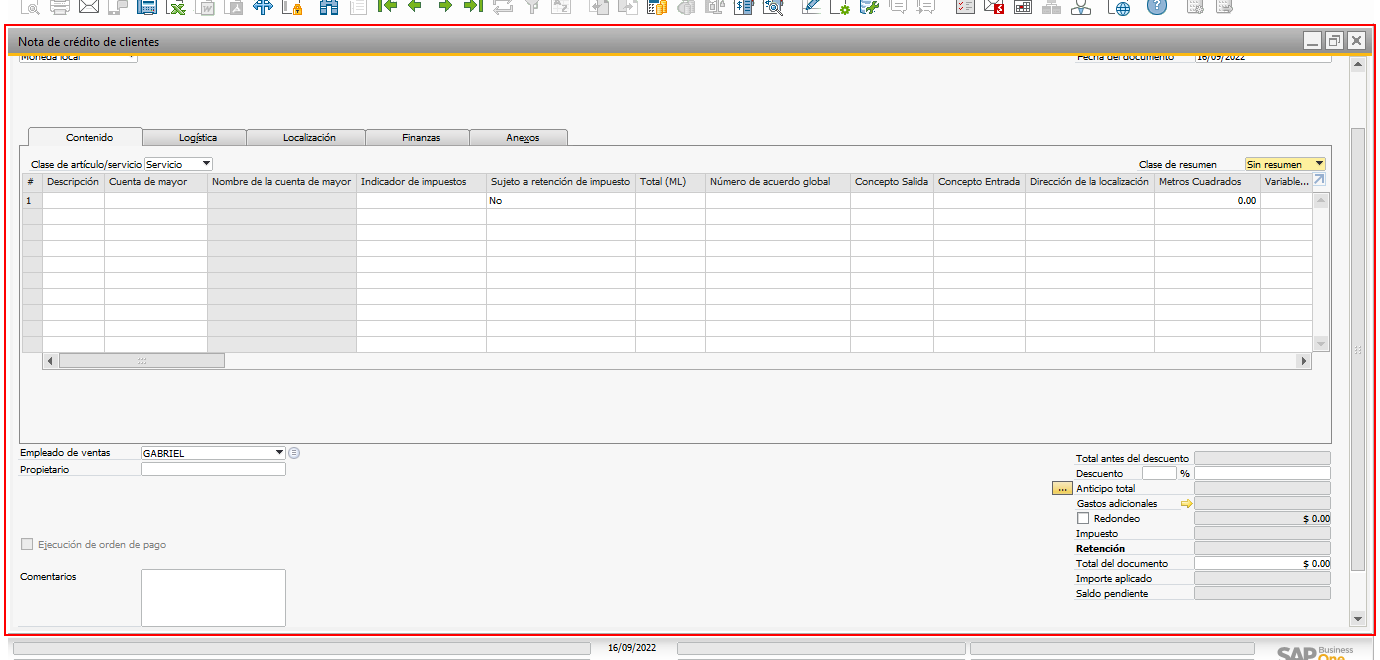 Nota de crédito de clientes
Moneda local
Fecha del documento 16/09/2022
Contenido Logística Localización Finanzas Anexos
Clase de artículo/servicio Servicio Clase de resumen Sin resumen
# Descripción Cuenta de mayor Nombre de la cuenta de mayor Indicador de impuestos Sujeto a retención de impuesto Total (ML) Número de acuerdo global Concepto Salida Concepto Entrada Dirección de la localización Metros Cuadrados Variable...
1 No 0.00
Empleado de ventas GABRIEL
Propietario
Total antes del descuento
Descuento %
... Anticipo total
Gastos adicionales
Redondeo $ 0.00
Impuesto
Retención
Total del documento $ 0.00
Importe aplicado
Saldo pendiente
Ejecución de orden de pago
Comentarios
16/09/2022
SAP Business One